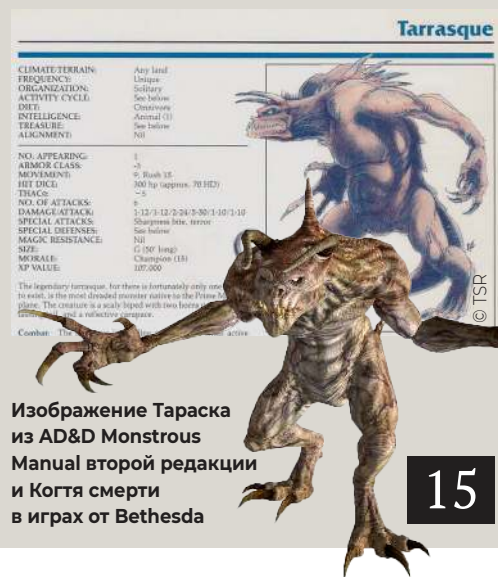 Tarrasque
CLIMATE/TERRAIN: Any land
FREQUENCY: Unique
ORGANIZATION: Solitary
ACTIVITY CYCLE: See below
DIET: Omnivore
INTELLIGENCE: Animal (1)
TREASURE: See below
ALIGNMENT: Nil
NO. APPEARING: 1
ARMOR CLASS: -3
MOVEMENT: 9, Rush 15
HIT DICE: 300 hp (approx. 70 HD)
THAC0: -5
NO. OF ATTACKS: 6
DAMAGE/ATTACK: 1-12/1-12/2-24/5-50/1-10/1-10
SPECIAL ATTACKS: Sharpness bite, terror
SPECIAL DEFENSES: See below
MAGIC RESISTANCE: Nil
SIZE: G (50' long)
MORALE: Champion (15)
XP VALUE: 107,000
The legendary tarrasque, for there is fortunately only one
to exist, is the most dreaded monster native to the Prime M
plane. The creature is a scaly biped with two horns
and a reflective carapace.
Combat: The active
© TSR
Изображение Тараска
из AD&D Monstrous
Manual второй редакции
и Когтя смерти
в играх от Bethesda
15